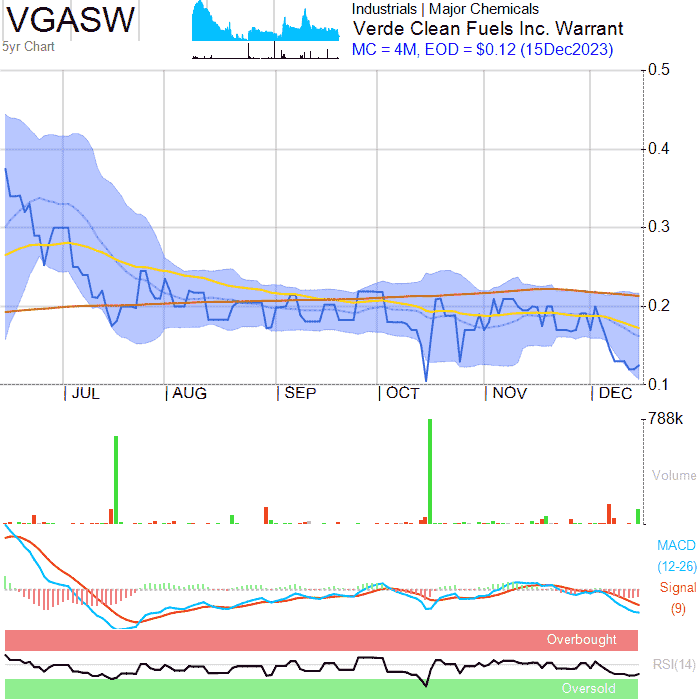 VGASW
5yr Chart
Industrials | Major Chemicals
Verde Clean Fuels Inc. Warrant
MC = 4M, EOD = $0.12 (15Dec2023)
0.5
0.4
0.3
0.2
0.1
JUL AUG SEP OCT NOV DEC
788k
Volume
MACD
(12-26)
Signal
(9)
Overbought
RSI(14)
Oversold